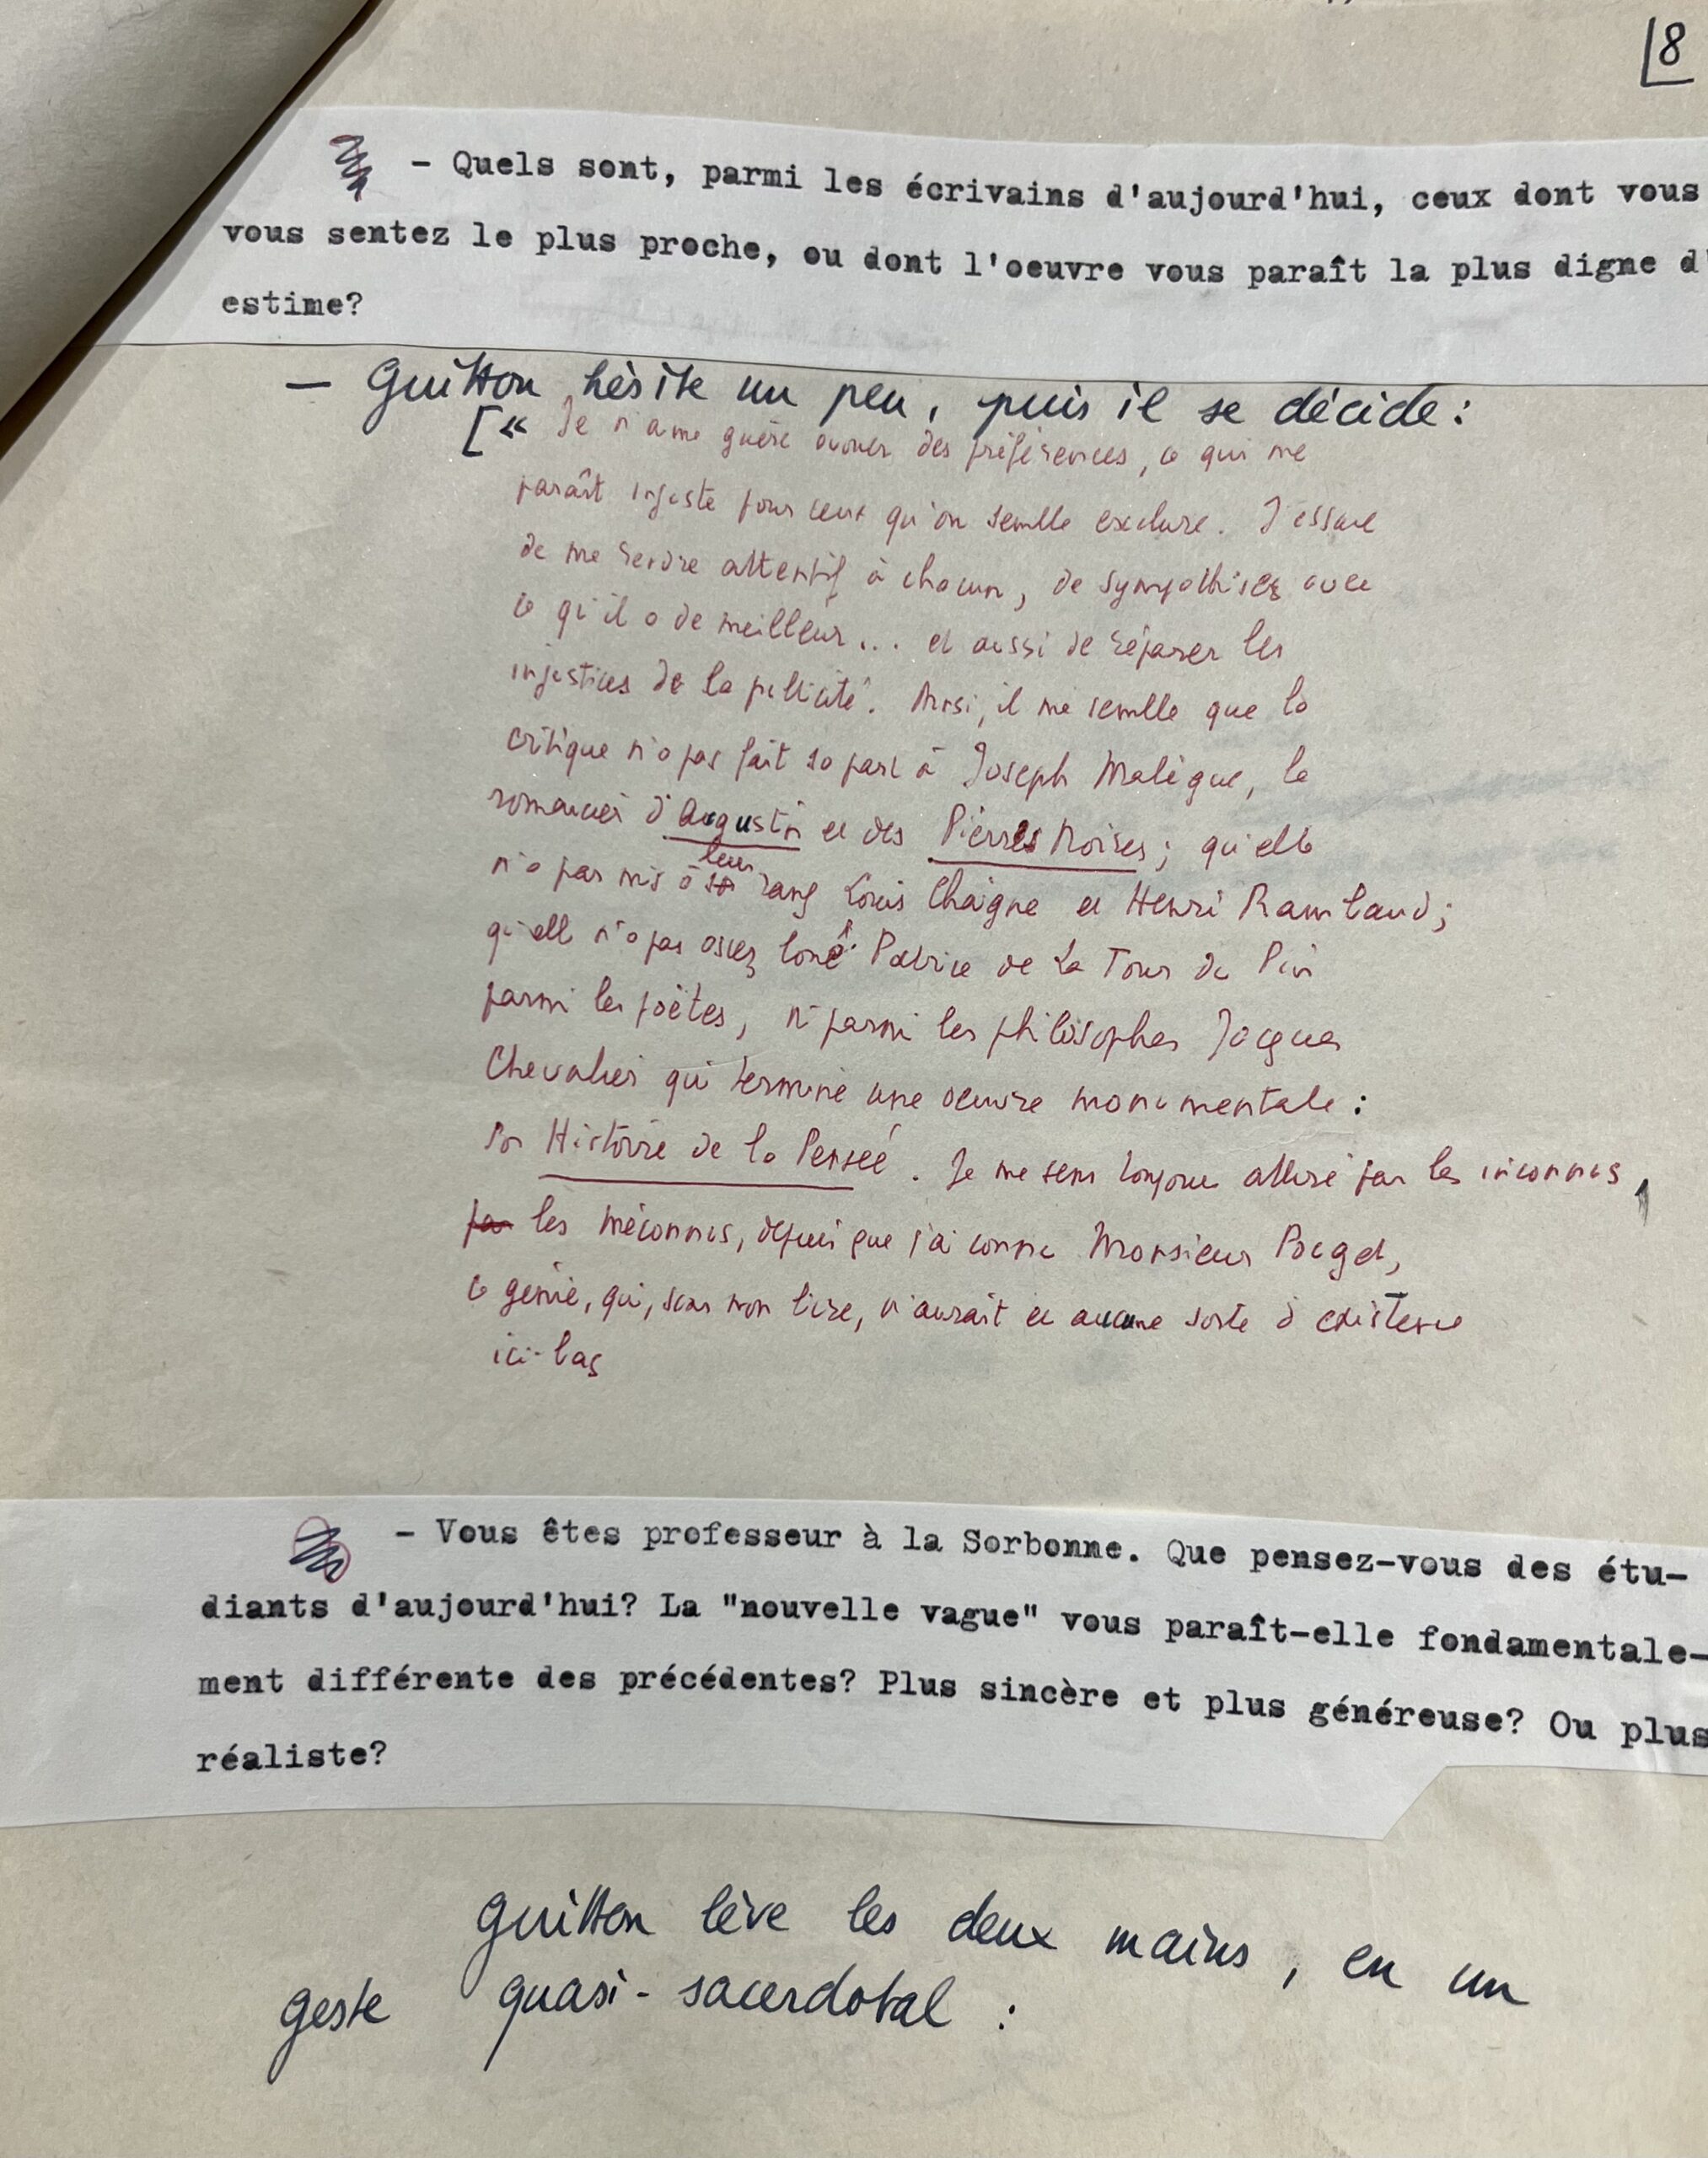 8
- Quels sont, parmi les écrivains d'aujourd'hui, ceux dont vous
vous sentez le plus proche, ou dont l'oeuvre vous paraît la plus digne d'
estime?
— Guitton hésite un peu, puis il se décide :
[« Je n'aime guère avouer des préférences, ce qui me
paraît injuste pour ceux qu'on semble exclure. J'essaie
de me rendre attentif à chacun, de sympathiser avec
ce qu'il a de meilleur... et aussi de réparer les
injustices de la publicité. Ainsi, il me semble que la
critique n'a pas fait sa part à Joseph Malègue, le
romancier d'Augustin et des Pierres Noires ; qu'elle
n'a pas mis à leur rang Louis Chaigne et Henri Rambaud ;
qu'elle n'a pas assez loué Patrice de La Tour du Pin
parmi les poètes, ni parmi les philosophes Jacques
Chevalier qui termine une oeuvre monumentale :
son Histoire de la Pensée. Je me sens toujours attiré par les inconnus,
par les méconnus, depuis que j'ai connu Monsieur Pouget,
ce génie, qui, sans mon livre, n'aurait eu aucune sorte d'existence
ici-bas
- Vous êtes professeur à la Sorbonne. Que pensez-vous des étu-
diants d'aujourd'hui? La "nouvelle vague" vous paraît-elle fondamentale-
ment différente des précédentes? Plus sincère et plus généreuse? Ou plus
réaliste?
Guitton lève les deux mains, en un
geste quasi-sacerdotal :